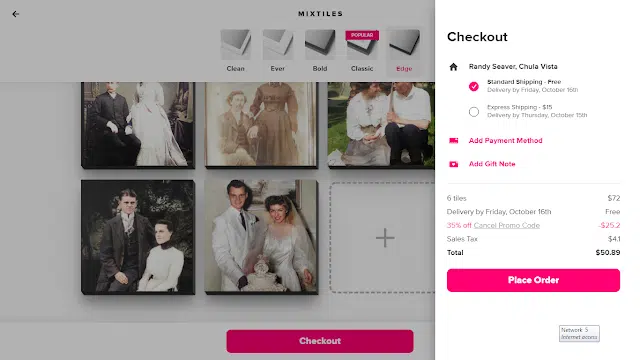 MIXTILES
POPULAR
Clean
Ever
Bold
Classic
Edge
Checkout
Checkout
Randy Seaver, Chula Vista
Standard Shipping - Free
Delivery by Friday, October 16th
Express Shipping - $15
Delivery by Thursday, October 15th
Add Payment Method
Add Gift Note
6 tiles $72
Delivery by Friday, October 16th Free
35% off Cancel Promo Code -$25.2
Sales Tax $4.1
Total $50.89
Place Order
Network 5
Internet access